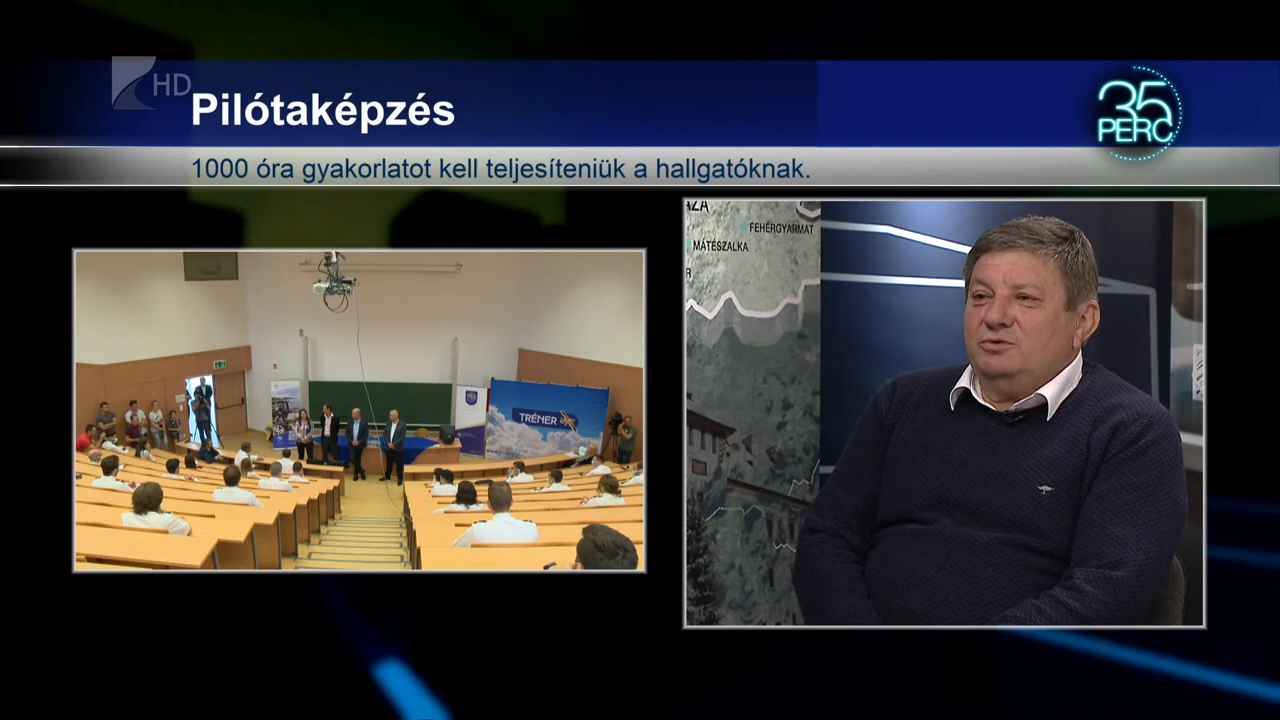 HD
Pilótaképzés
35
PERC
1000 óra gyakorlatot kell teljesíteniük a hallgatóknak.
FEHÉRGYARMAT
MÁTÉSZALKA
R
TRÉNER